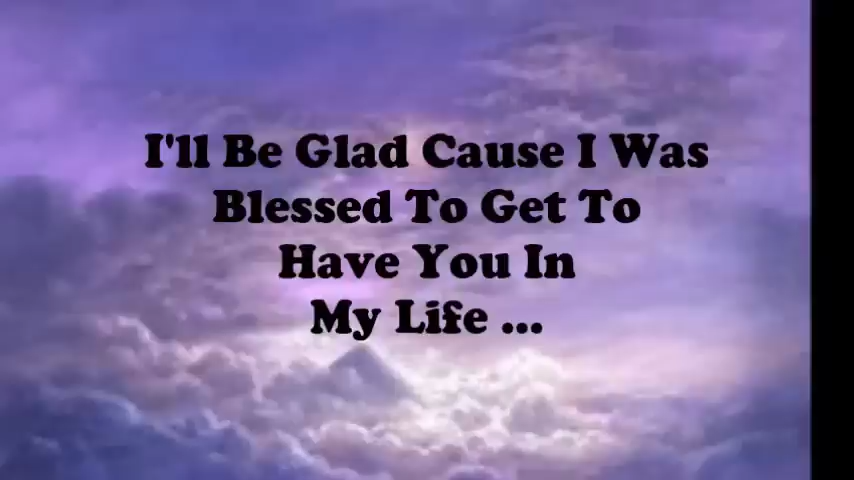 I'll Be Glad Cause I Was
Blessed To Get To
Have You In
My Life ...